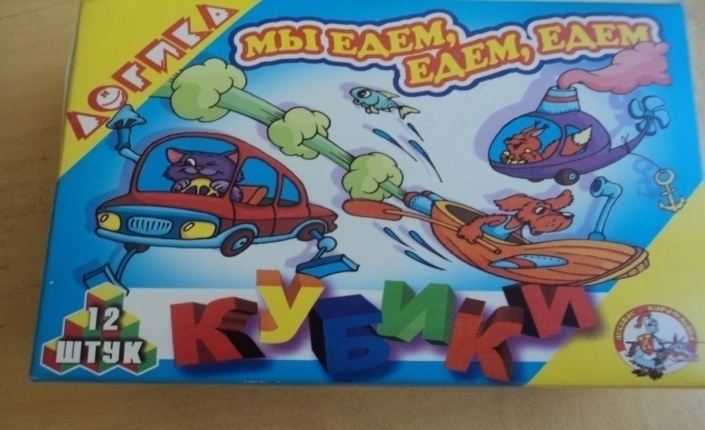 ЛОГИКА
МЫ ЕДЕМ,
ЕДЕМ, ЕДЕМ
КУБИКИ
12
ШТУК